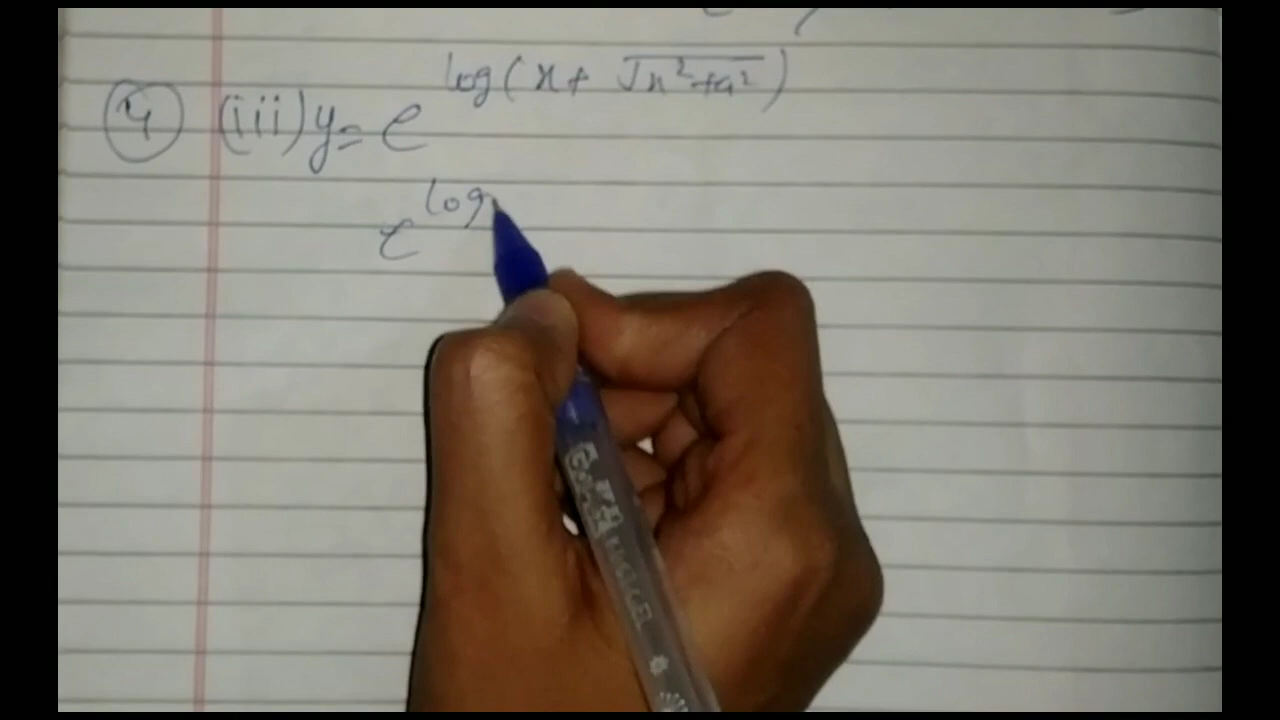 ④ (iii) y = e^log(x + √x²+a²)
e^log